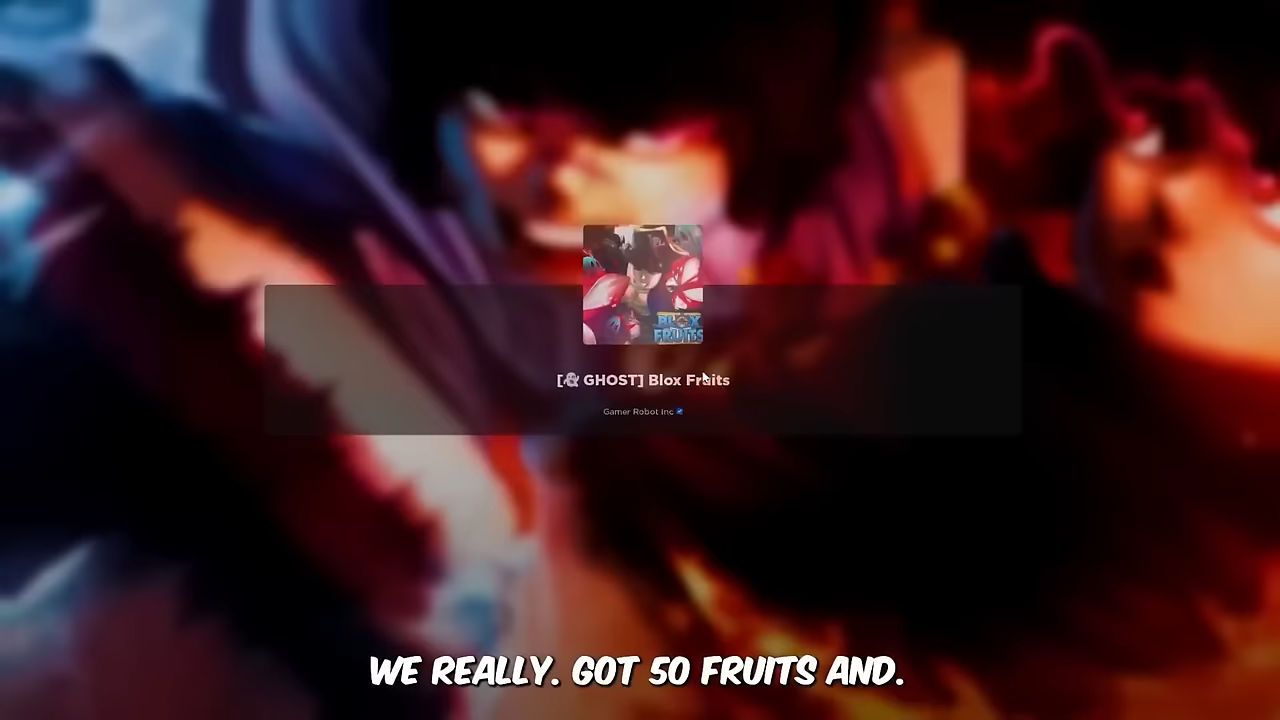 BLOX
FRUITS
[👻 GHOST] Blox Fruits
Gamer Robot Inc
WE REALLY. GOT 50 FRUITS AND.